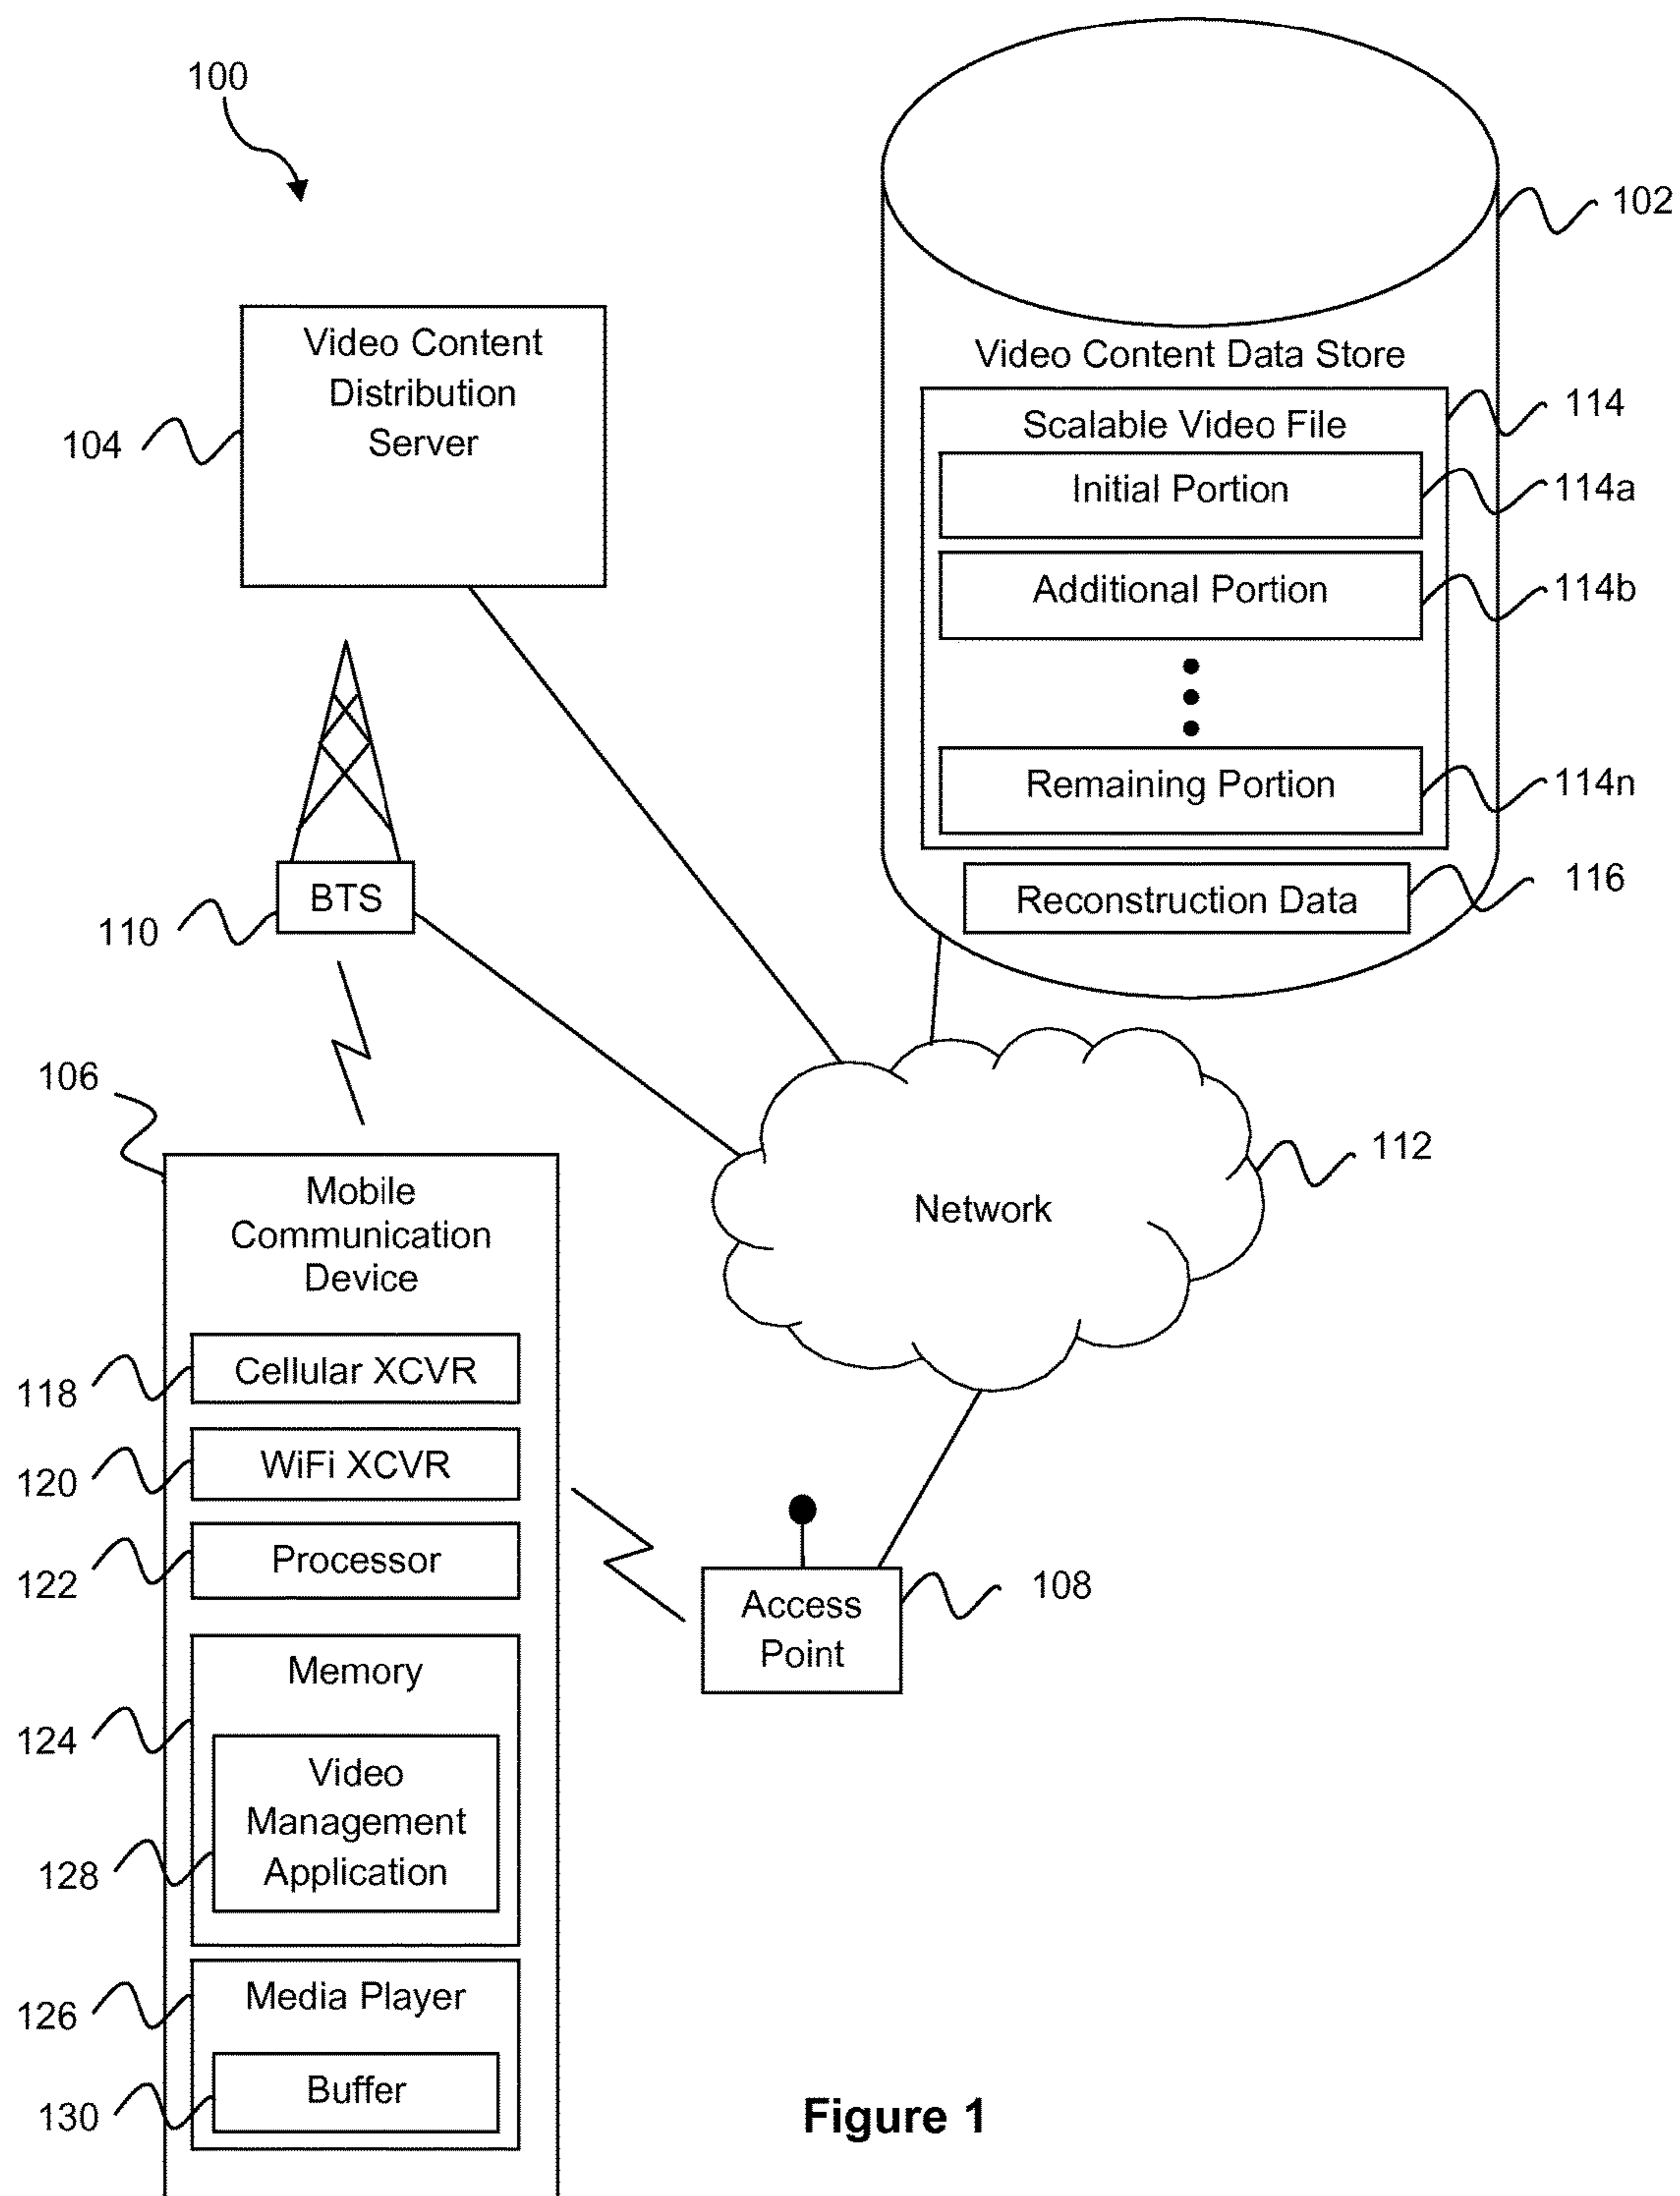 100
102
Video Content
Distribution
Server
104
Video Content Data Store
Scalable Video File
114
Initial Portion
114a
Additional Portion
114b
Remaining Portion
114n
Reconstruction Data
116
BTS
110
106
Mobile
Communication
Device
Network
112
Cellular XCVR
118
WiFi XCVR
120
Processor
122
Access
Point
108
Memory
124
Video
Management
Application
128
Media Player
126
Buffer
130
Figure 1